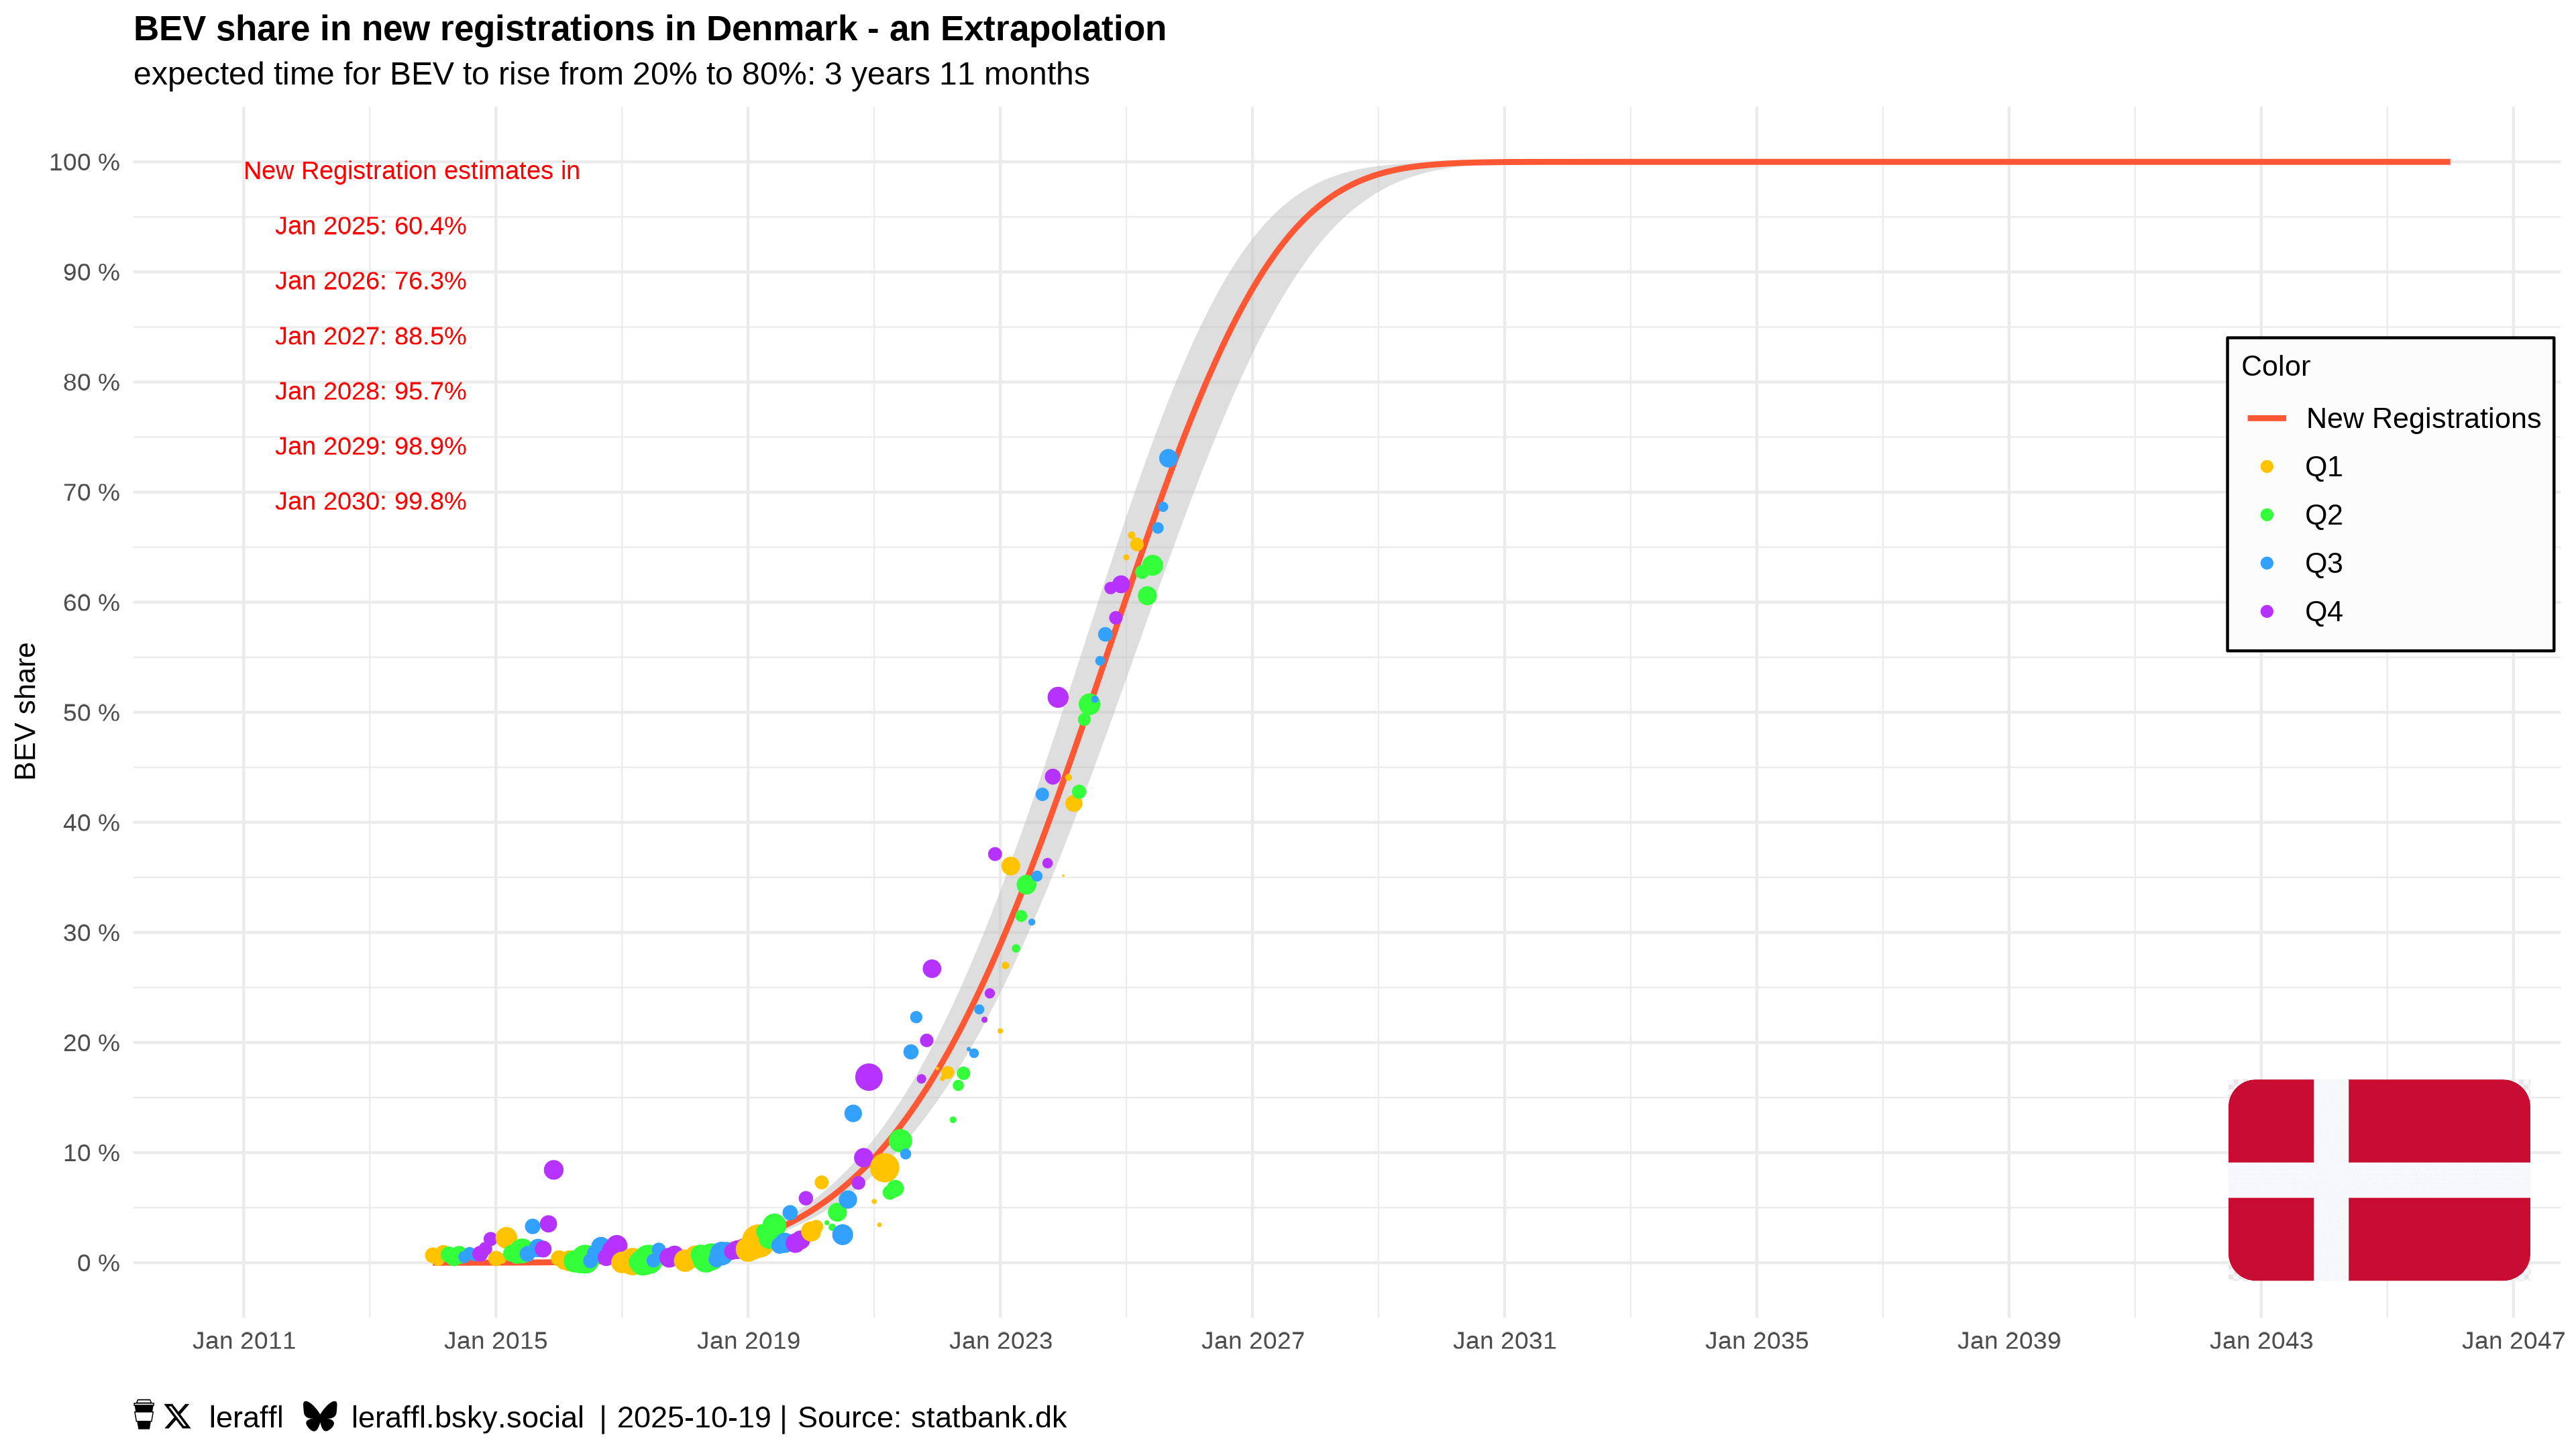 BEV share in new registrations in Denmark - an Extrapolation
expected time for BEV to rise from 20% to 80%: 3 years 11 months
New Registration estimates in
Jan 2025: 60.4%
Jan 2026: 76.3%
Jan 2027: 88.5%
Jan 2028: 95.7%
Jan 2029: 98.9%
Jan 2030: 99.8%
100 %
90 %
80 %
70 %
60 %
50 %
40 %
30 %
20 %
10 %
0 %
BEV share
Color
New Registrations
Q1
Q2
Q3
Q4
Jan 2011 Jan 2015 Jan 2019 Jan 2023 Jan 2027 Jan 2031 Jan 2035 Jan 2039 Jan 2043 Jan 2047
leraffl leraffl.bsky.social | 2025-10-19 | Source: statbank.dk